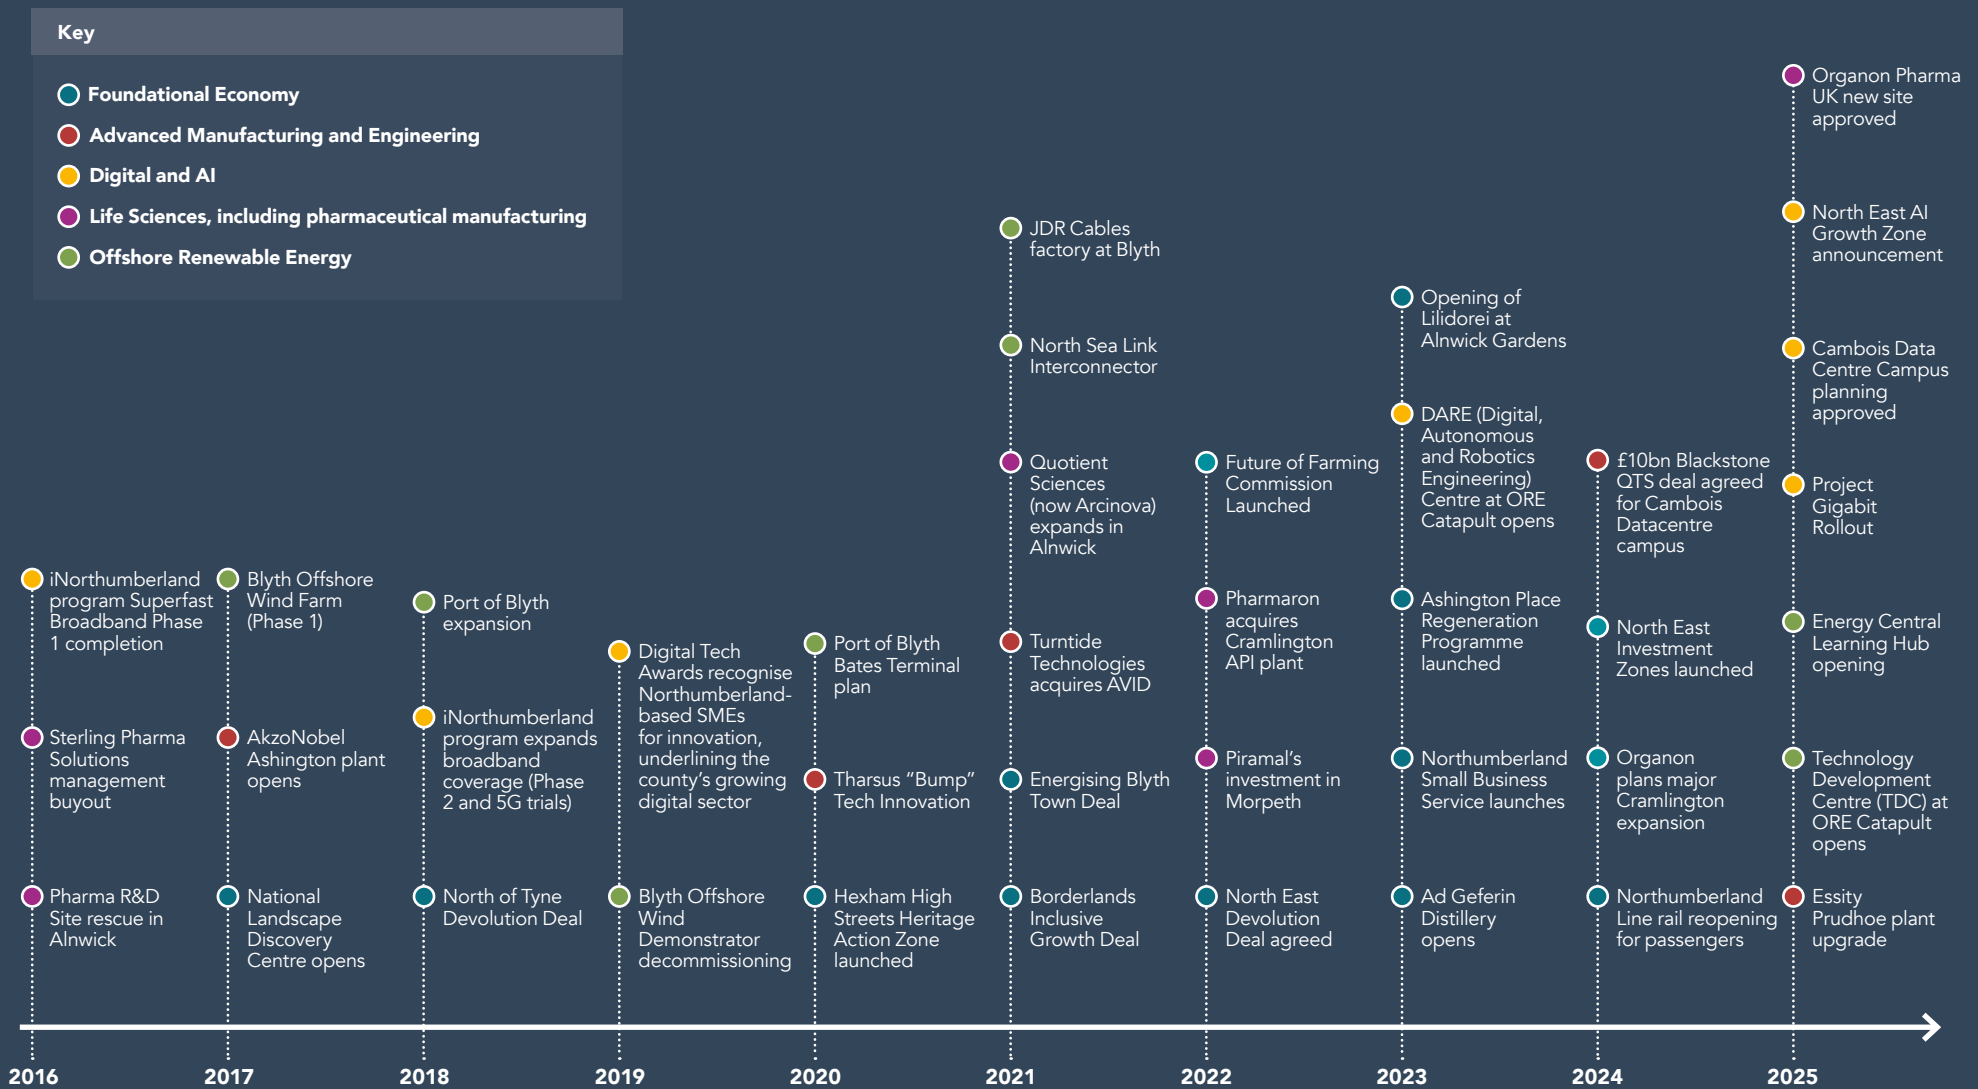 Key
Foundational Economy
Advanced Manufacturing and Engineering
Digital and AI
Life Sciences, including pharmaceutical manufacturing
Offshore Renewable Energy
iNorthumberland
program Superfast
Broadband Phase
1 completion
Sterling Pharma
Solutions
management
buyout
Pharma R&D
Site rescue in
Alnwick
2016
Blyth Offshore
Wind Farm
(Phase 1)
AkzoNobel
Ashington plant
opens
National
Landscape
Discovery
Centre opens
2017
Port of Blyth
expansion
iNorthumberland
program expands
broadband
coverage (Phase
2 and 5G trials)
North of Tyne
Devolution Deal
2018
Digital Tech
Awards recognise
Northumberland-
based SMEs
for innovation,
underlining the
county's growing
digital sector
Blyth Offshore
Wind
Demonstrator
decommissioning
2019
Port of Blyth
Bates Terminal
plan
Tharsus "Bump"
Tech Innovation
Hexham High
Streets Heritage
Action Zone
launched
2020
JDR Cables
factory at Blyth
North Sea Link
Interconnector
Quotient
Sciences
(now Arcinova)
expands in
Alnwick
Turntide
Technologies
acquires AVID
Energising Blyth
Town Deal
Borderlands
Inclusive
Growth Deal
2021
Future of Farming
Commission
Launched
Pharmaron
acquires
Cramlington
API plant
Piramal's
investment in
Morpeth
North East
Devolution
Deal agreed
2022
Opening of
Lilidorei at
Alnwick Gardens
DARE (Digital,
Autonomous
and Robotics
Engineering)
Centre at ORE
Catapult opens
Ashington Place
Regeneration
Programme
launched
Northumberland
Small Business
Service launches
Ad Geferin
Distillery
opens
2023
£10bn Blackstone
QTS deal agreed
for Cambois
Datacentre
campus
North East
Investment
Zones launched
Organon
plans major
Cramlington
expansion
Northumberland
Line rail reopening
for passengers
2024
Organon Pharma
UK new site
approved
North East AI
Growth Zone
announcement
Cambois Data
Centre Campus
planning
approved
Project
Gigabit
Rollout
Energy Central
Learning Hub
opening
Technology
Development
Centre (TDC) at
ORE Catapult
opens
Essity
Prudhoe plant
upgrade
2025